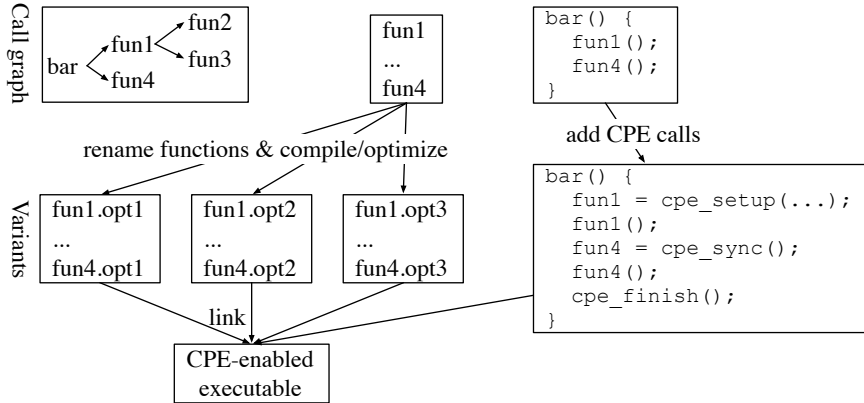 Call graph
bar
fun1
fun2
fun3
fun4
fun1
...
fun4
bar() {
fun1();
fun4();
}
add CPE calls
rename functions & compile/optimize
Variants
fun1.opt1
...
fun4.opt1
fun1.opt2
...
fun4.opt2
fun1.opt3
...
fun4.opt3
bar() {
fun1 = cpe_setup(...);
fun1();
fun4 = cpe_sync();
fun4();
cpe_finish();
}
link
CPE-enabled
executable